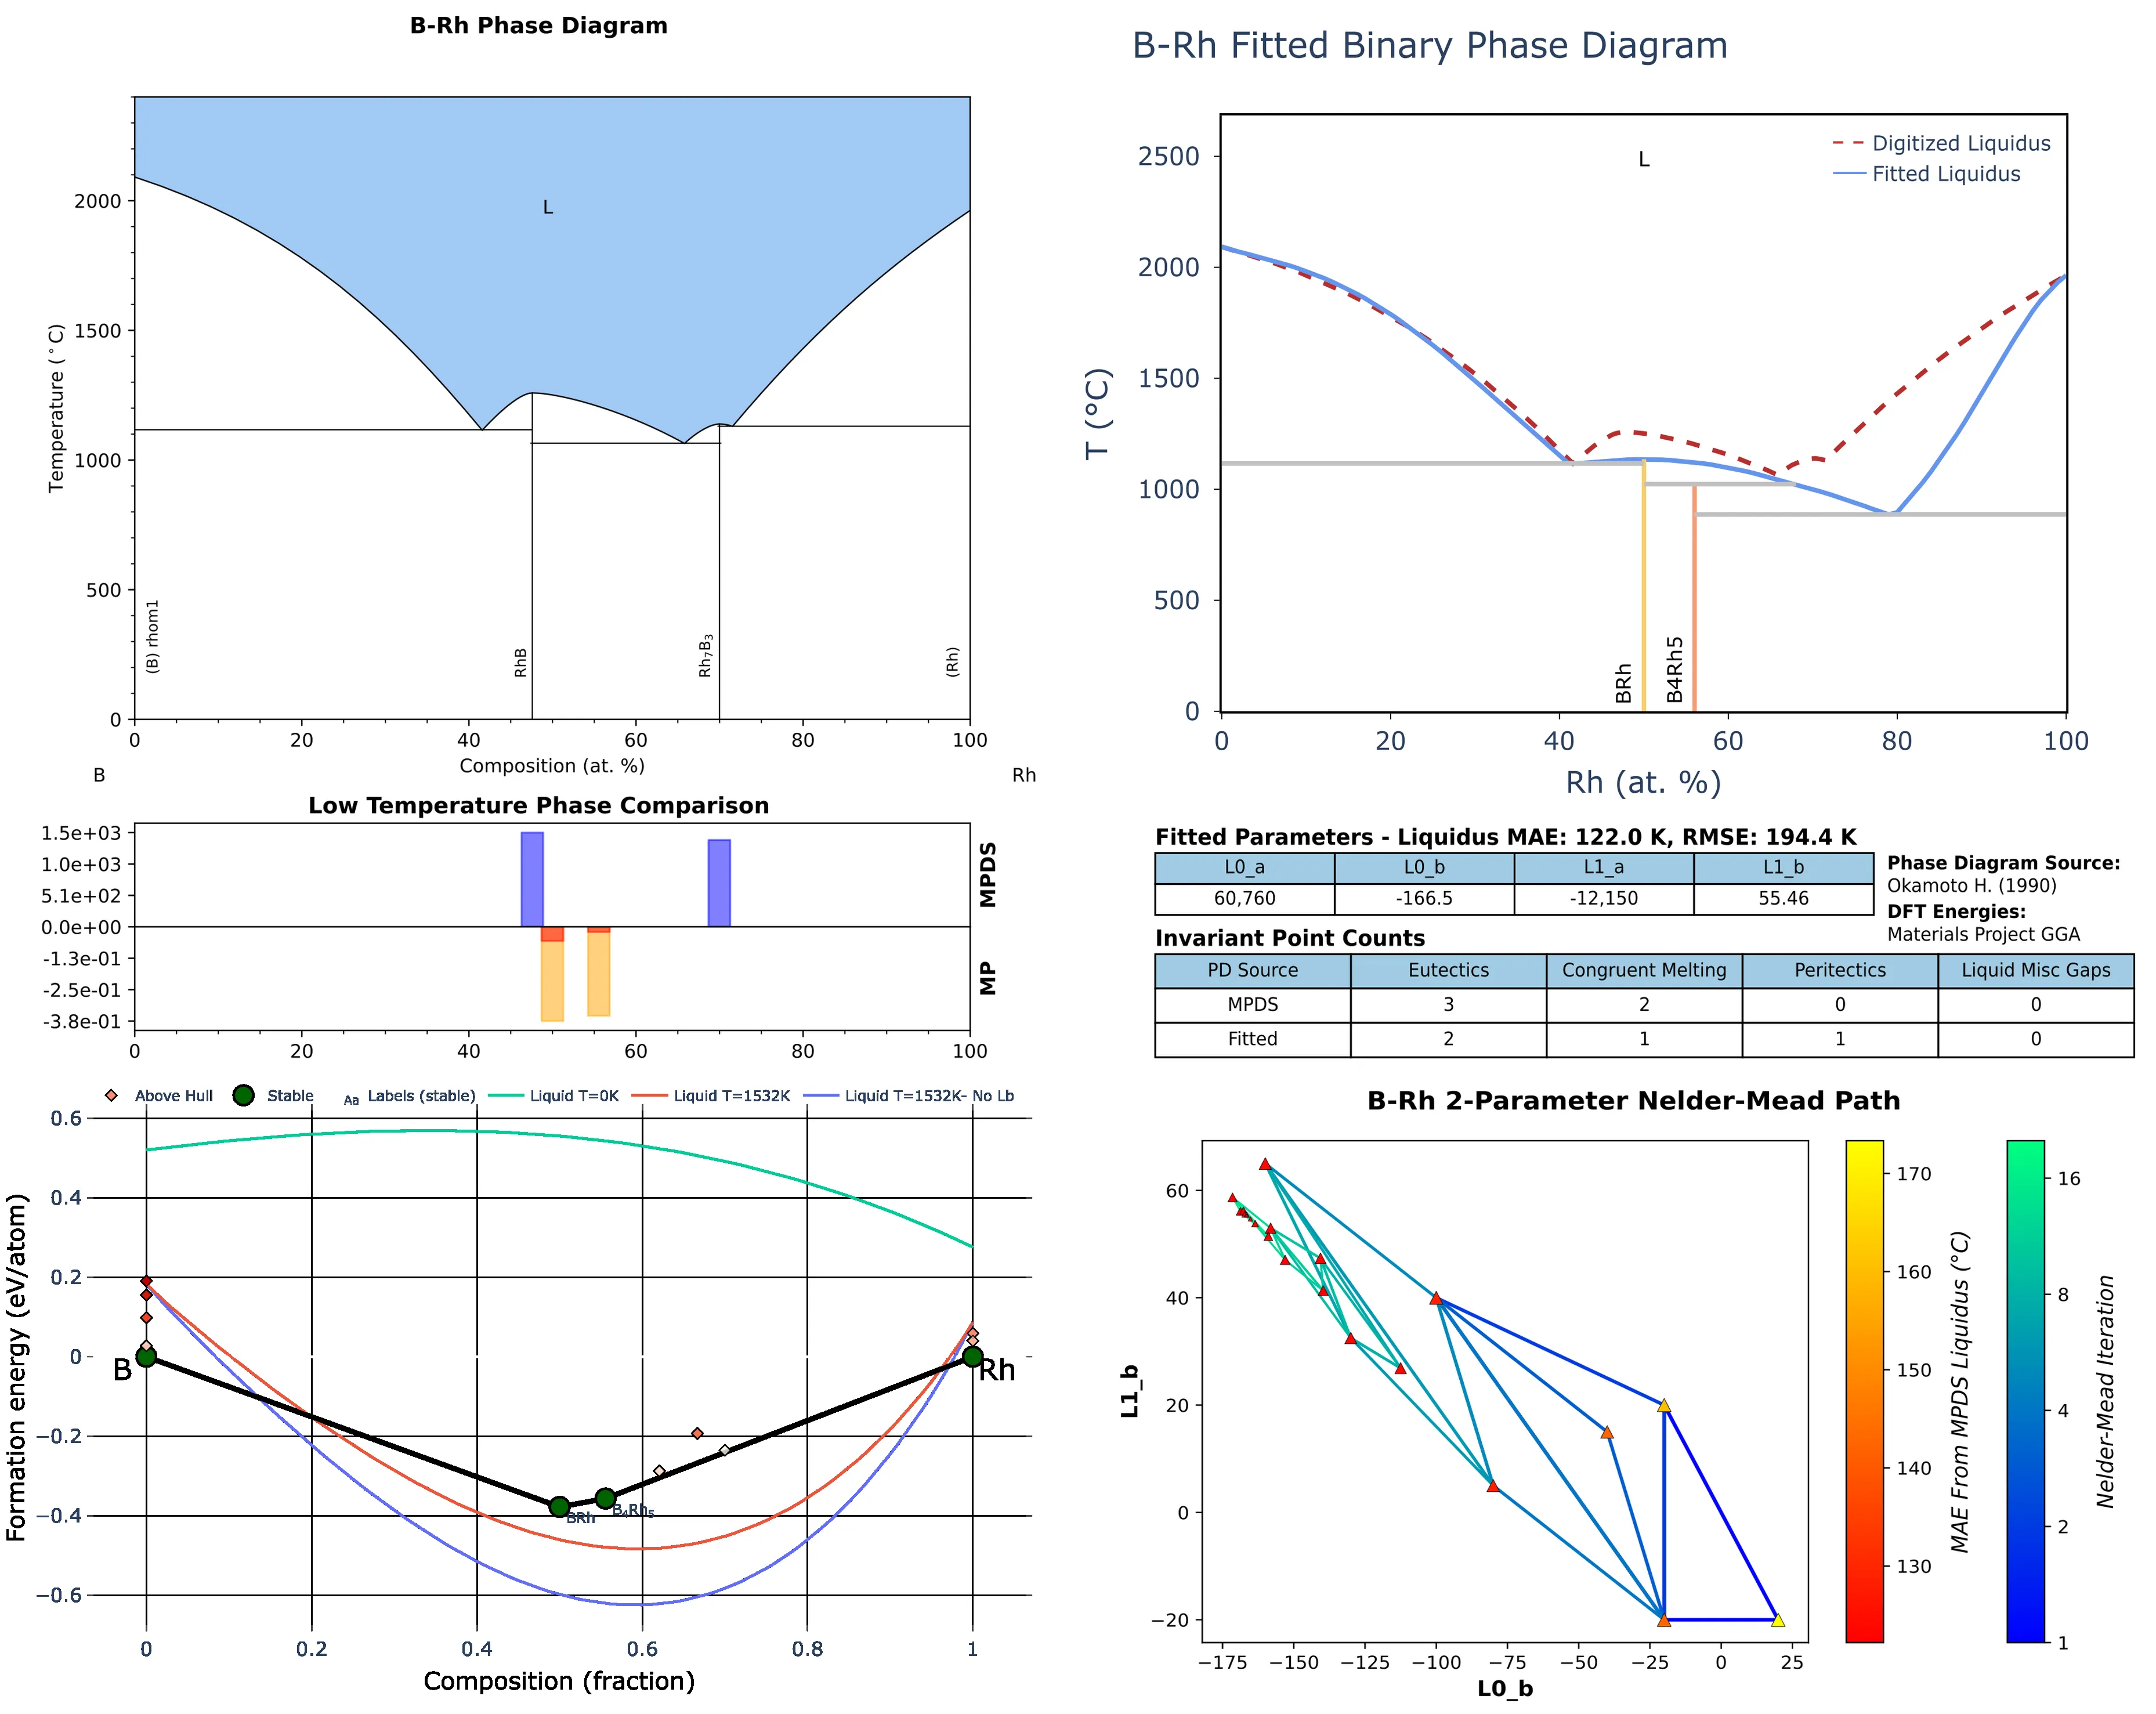 B-Rh Phase Diagram
Temperature (°C)
2000
1500
1000
500
0
L
(B) rhom1
RhB
Rh7B3
(Rh)
0 20 40 60 80 100
Composition (at. %)
B Rh
B-Rh Fitted Binary Phase Diagram
T (°C)
2500
2000
1500
1000
500
0
L
Digitized Liquidus
Fitted Liquidus
BRh
B4Rh5
0 20 40 60 80 100
Rh (at. %)
Low Temperature Phase Comparison
1.5e+03
1.0e+03
5.1e+02
0.0e+00
-1.3e-01
-2.5e-01
-3.8e-01
MPDS
MP
0 20 40 60 80 100
Fitted Parameters - Liquidus MAE: 122.0 K, RMSE: 194.4 K
L0_a L0_b L1_a L1_b
60,760 -166.5 -12,150 55.46
Phase Diagram Source:
Okamoto H. (1990)
DFT Energies:
Materials Project GGA
Invariant Point Counts
PD Source Eutectics Congruent Melting Peritectics Liquid Misc Gaps
MPDS 3 2 0 0
Fitted 2 1 1 0
Above Hull Stable Aa Labels (stable) Liquid T=0K Liquid T=1532K Liquid T=1532K- No Lb
Formation energy (eV/atom)
0.6
0.4
0.2
0
−0.2
−0.4
−0.6
B
Rh
BRh
B4Rh5
0 0.2 0.4 0.6 0.8 1
Composition (fraction)
B-Rh 2-Parameter Nelder-Mead Path
L1_b
60
40
20
0
−20
−175 −150 −125 −100 −75 −50 −25 0 25
L0_b
170
160
150
140
130
MAE From MPDS Liquidus (°C)
16
8
4
2
1
Nelder-Mead Iteration